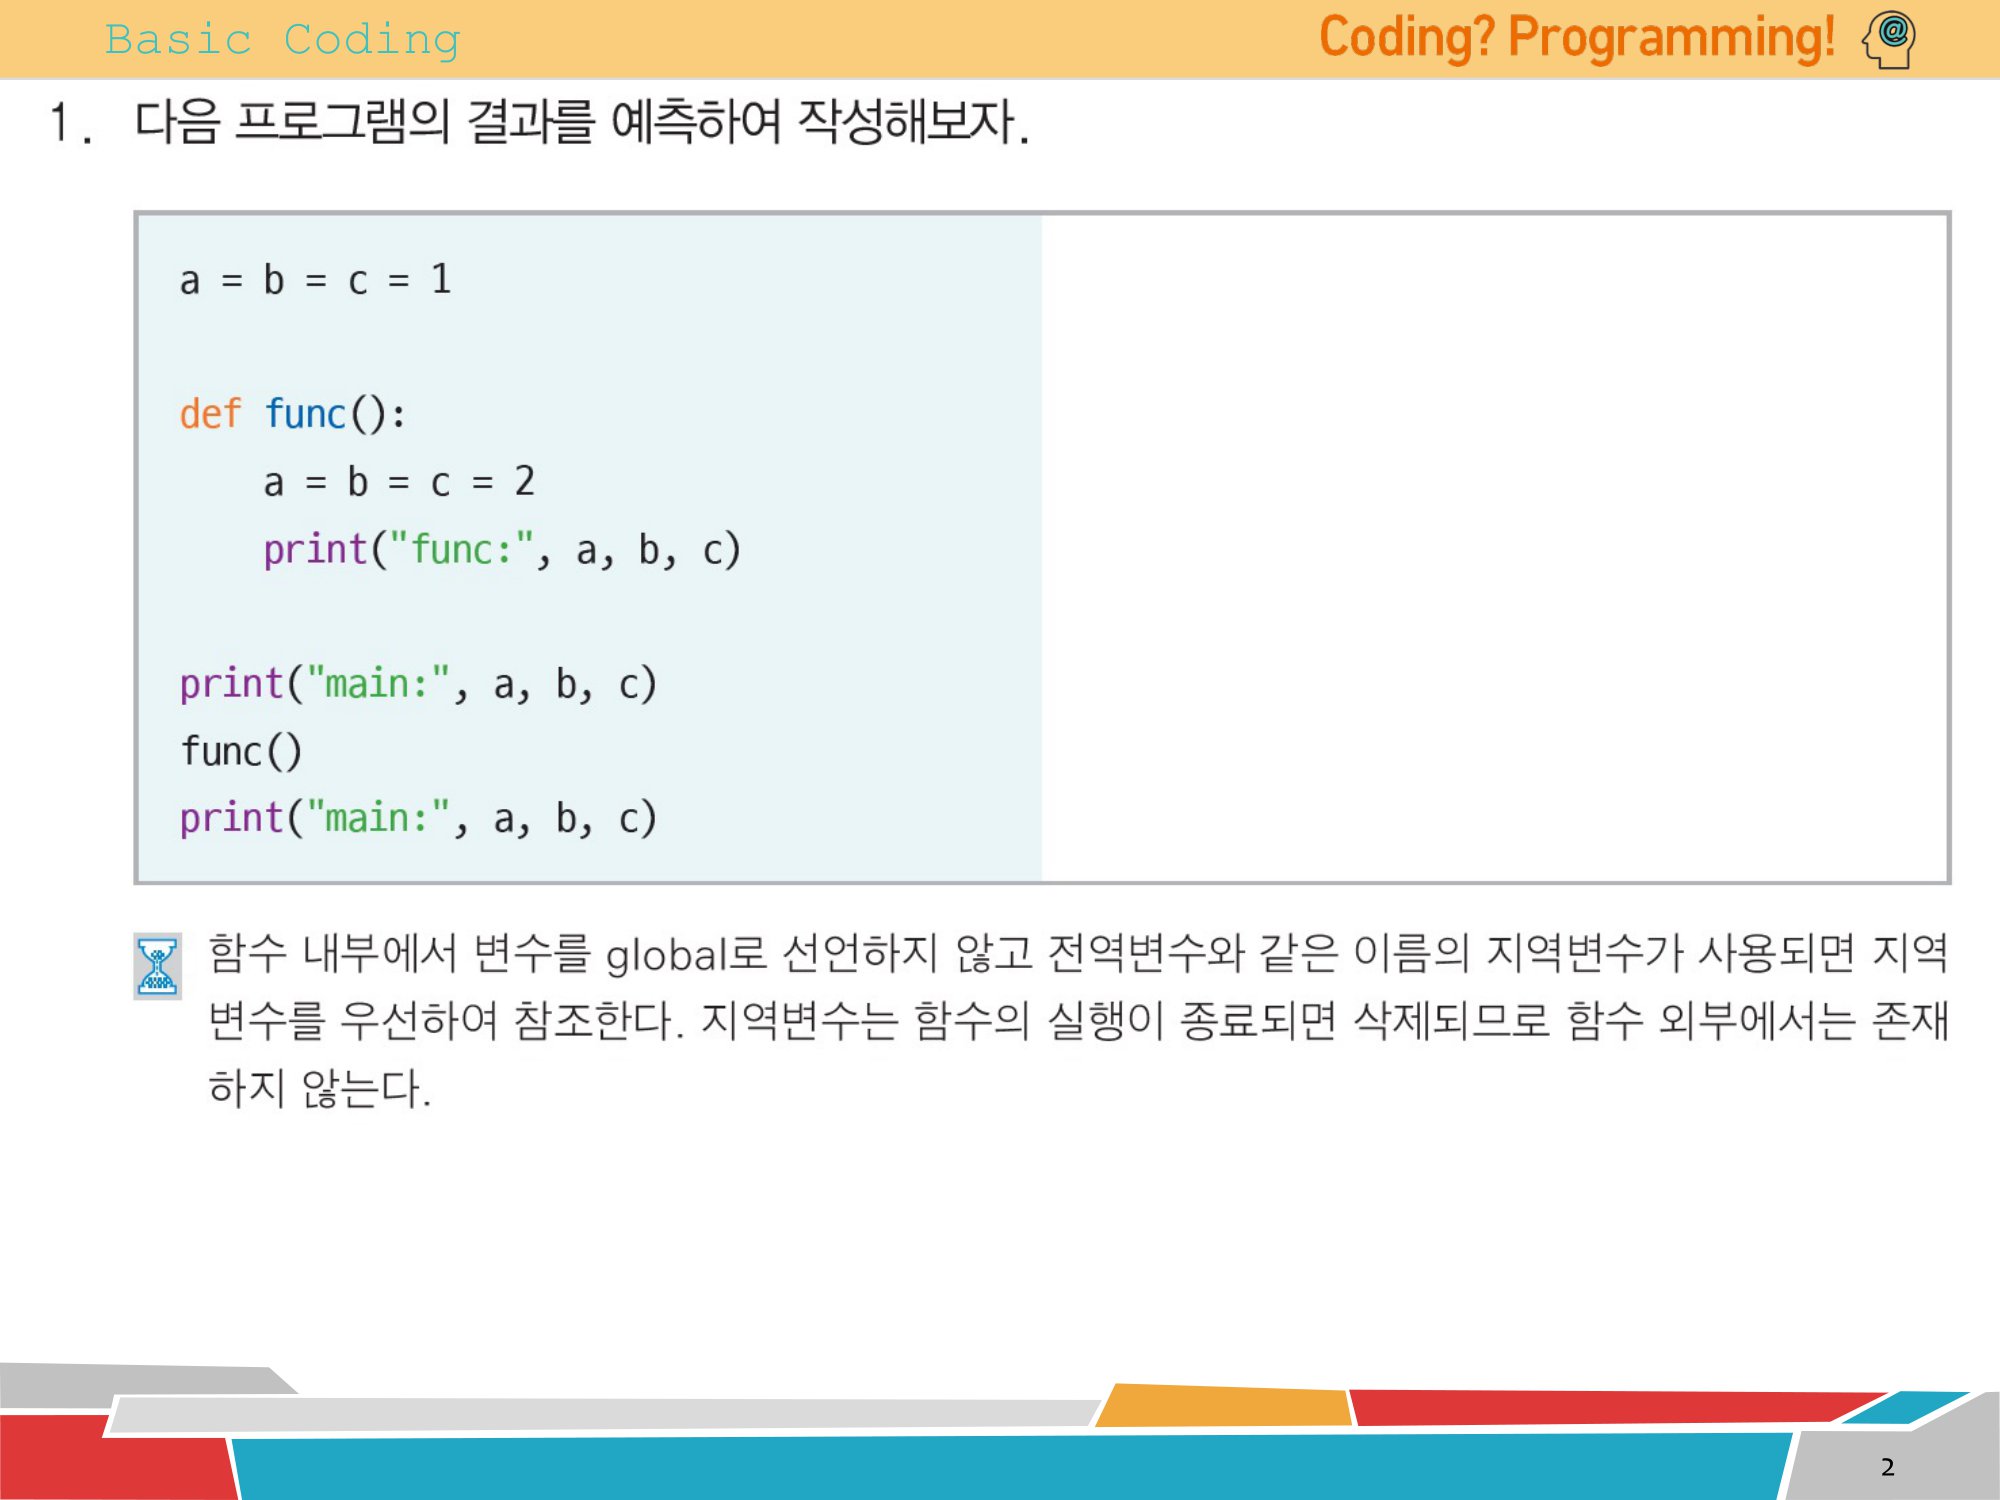 Basic Coding
Coding? Programming!
@
1. 다음 프로그램의 결과를 예측하여 작성해보자.
a = b = c = 1
def func():
    a = b = c = 2
    print("func:", a, b, c)
print("main:", a, b, c)
func()
print("main:", a, b, c)
함수 내부에서 변수를 global로 선언하지 않고 전역변수와 같은 이름의 지역변수가 사용되면 지역
변수를 우선하여 참조한다. 지역변수는 함수의 실행이 종료되면 삭제되므로 함수 외부에서는 존재
하지 않는다.
2